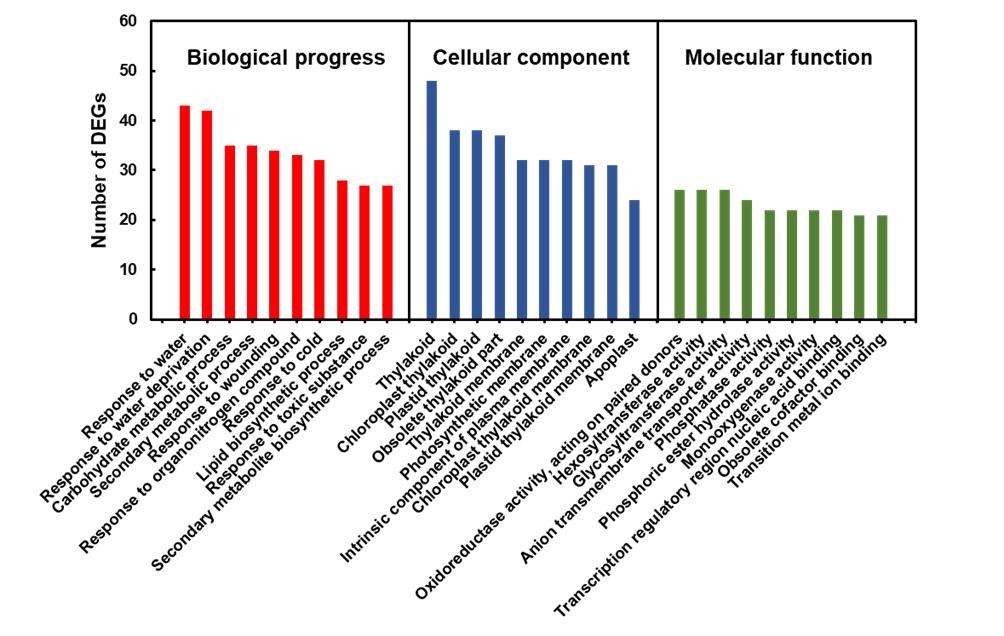 60
50
40
30
20
10
0
Number of DEGs
Biological progress
Cellular component
Molecular function
Response to water
Response to water deprivation
Carbohydrate metabolic process
Secondary metabolic process
Response to wounding
Response to organonitrogen compound
Response to cold
Lipid biosynthetic process
Response to toxic substance
Secondary metabolite biosynthetic process
Thylakoid
Chloroplast thylakoid
Plastid thylakoid
Obsolete thylakoid part
Thylakoid membrane
Photosynthetic membrane
Intrinsic component of plasma membrane
Chloroplast thylakoid membrane
Plastid thylakoid membrane
Apoplast
Oxidoreductase activity, acting on paired donors
Hexosyltransferase activity
Glycosyltransferase activity
Anion transmembrane transporter activity
Phosphatase activity
Phosphoric ester hydrolase activity
Monooxygenase activity
Transcription regulatory region nucleic acid binding
Obsolete cofactor binding
Transition metal ion binding